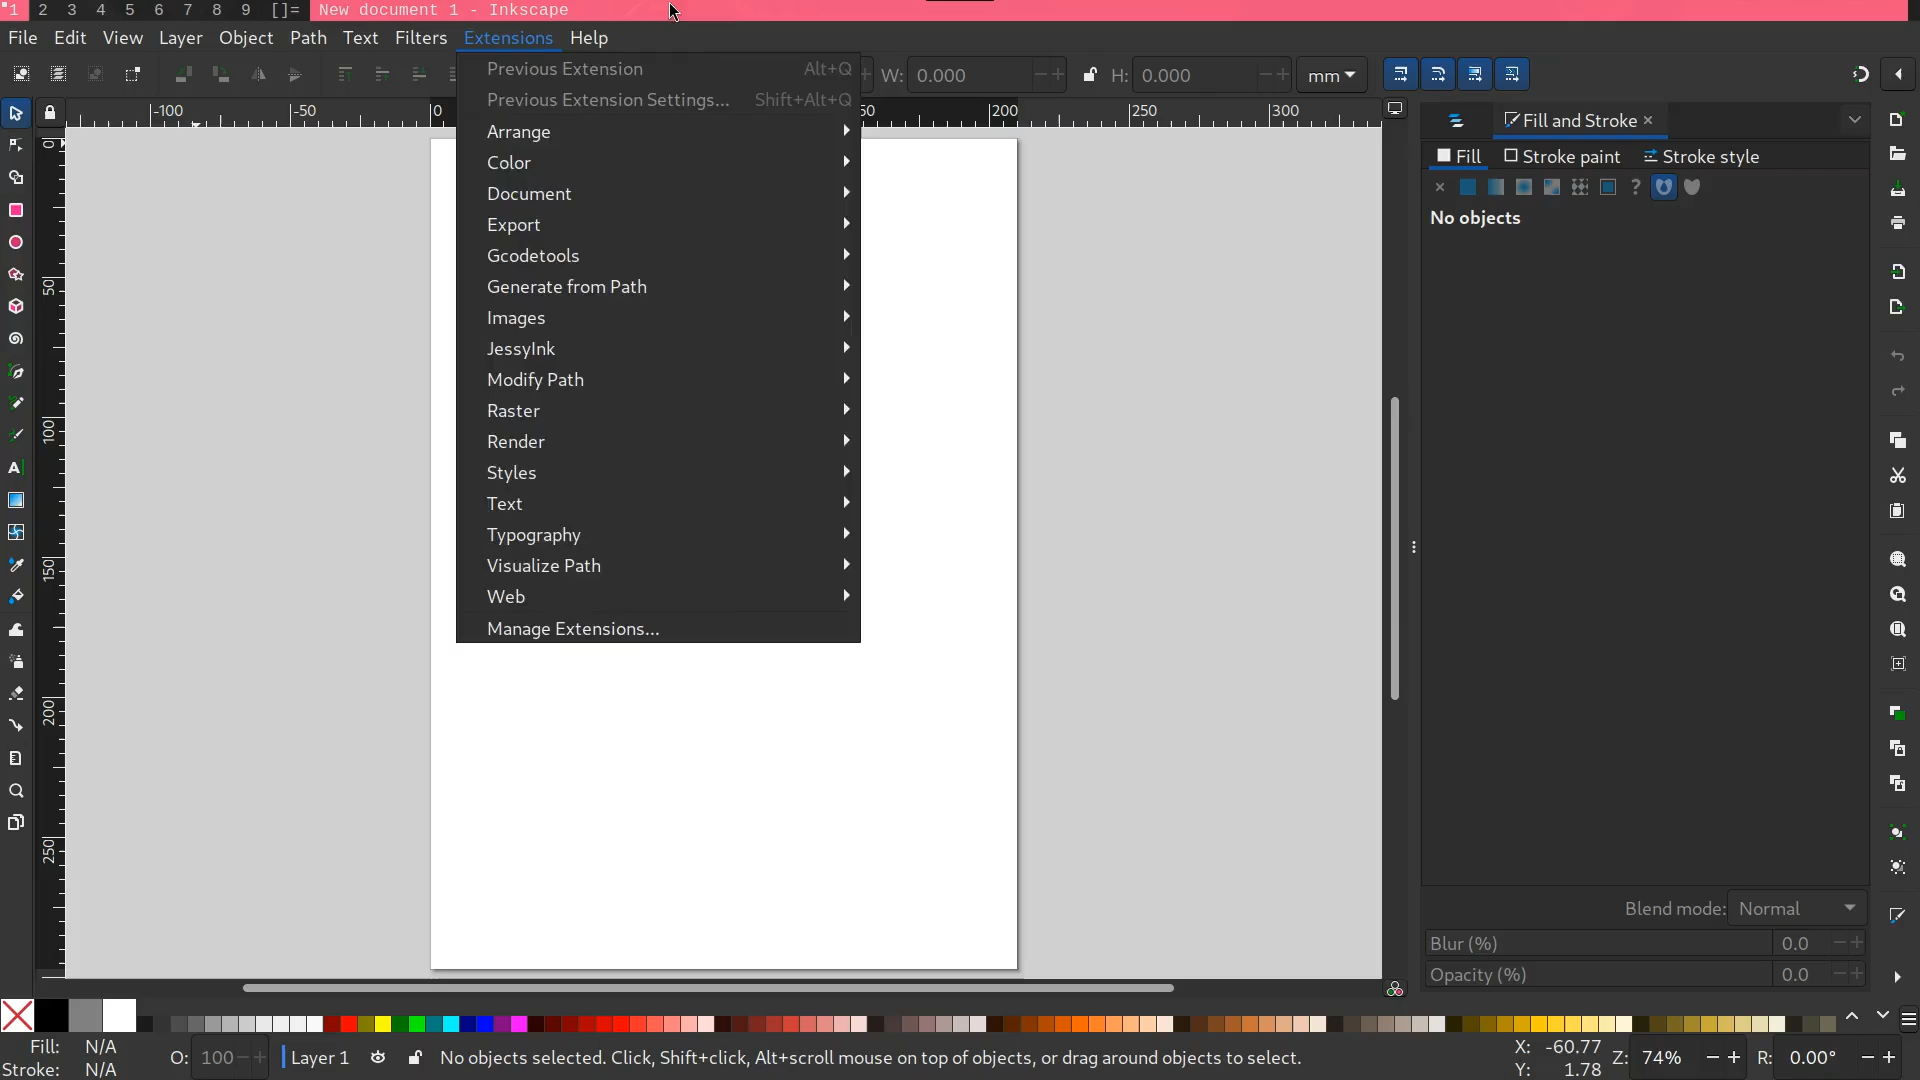 1 2 3 4 5 6 7 8 9 []= New document 1 - Inkscape
File Edit View Layer Object Path Text Filters Extensions Help
W: 0.000 H: 0.000 mm
Previous Extension Alt+Q
Previous Extension Settings... Shift+Alt+Q
Arrange
Color
Document
Export
Gcodetools
Generate from Path
Images
JessyInk
Modify Path
Raster
Render
Styles
Text
Typography
Visualize Path
Web
Manage Extensions...
-100 -50 0 50 200 250 300
0
50
100
150
200
250
Fill and Stroke
Fill Stroke paint Stroke style
No objects
Blend mode: Normal
Blur (%) 0.0
Opacity (%) 0.0
Fill: N/A
Stroke: N/A
O: 100
Layer 1
No objects selected. Click, Shift+click, Alt+scroll mouse on top of objects, or drag around objects to select.
X: -60.77
Y: 1.78
Z: 74%
R: 0.00°